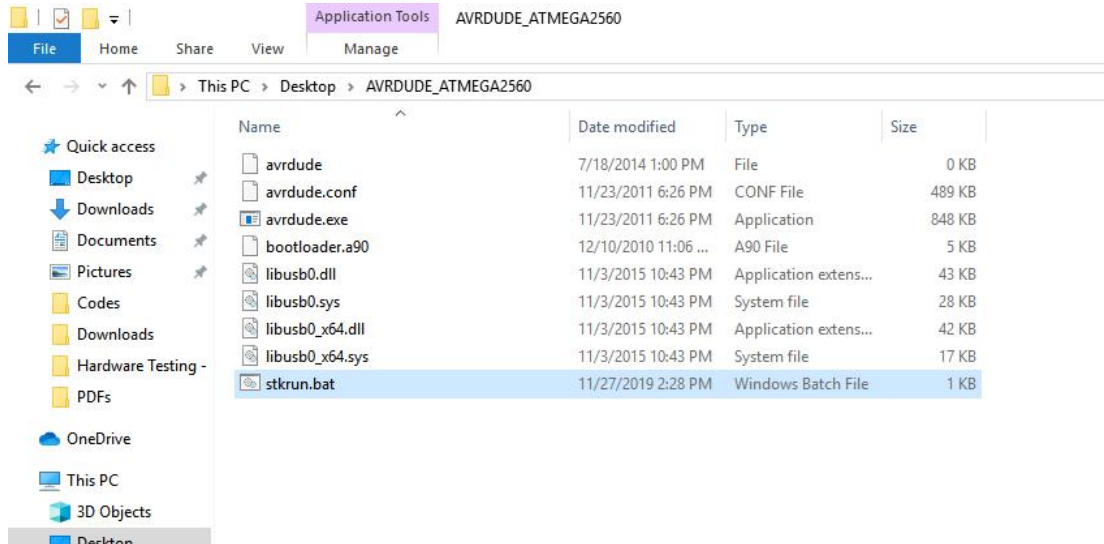 Application Tools AVRDUDE_ATMEGA2560
File Home Share View Manage
This PC > Desktop > AVRDUDE_ATMEGA2560
Quick access
Desktop
Downloads
Documents
Pictures
Codes
Downloads
Hardware Testing -
PDFs
OneDrive
This PC
3D Objects
Desktop
Name Date modified Type Size
avrdude 7/18/2014 1:00 PM File 0 KB
avrdude.conf 11/23/2011 6:26 PM CONF File 489 KB
avrdude.exe 11/23/2011 6:26 PM Application 848 KB
bootloader.a90 12/10/2010 11:06 ... A90 File 5 KB
libusb0.dll 11/3/2015 10:43 PM Application extens... 43 KB
libusb0.sys 11/3/2015 10:43 PM System file 28 KB
libusb0_x64.dll 11/3/2015 10:43 PM Application extens... 42 KB
libusb0_x64.sys 11/3/2015 10:43 PM System file 17 KB
stkrun.bat 11/27/2019 2:28 PM Windows Batch File 1 KB